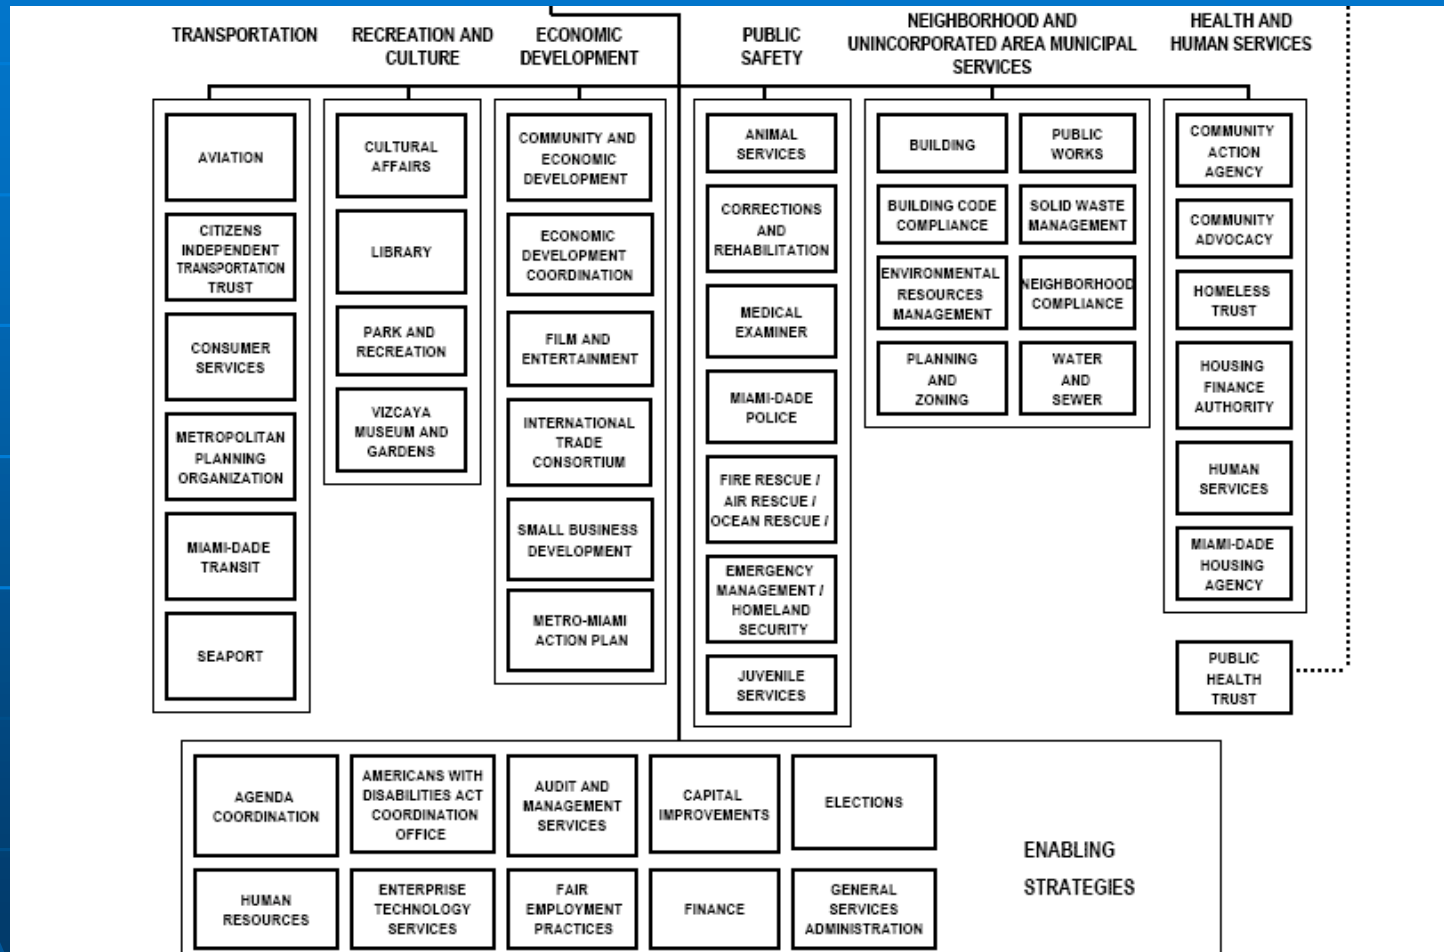 TRANSPORTATION
RECREATION AND
CULTURE
ECONOMIC
DEVELOPMENT
PUBLIC
SAFETY
NEIGHBORHOOD AND
UNINCORPORATED AREA MUNICIPAL
SERVICES
HEALTH AND
HUMAN SERVICES
AVIATION
CITIZENS
INDEPENDENT
TRANSPORTATION
TRUST
CONSUMER
SERVICES
METROPOLITAN
PLANNING
ORGANIZATION
MIAMI-DADE
TRANSIT
SEAPORT
CULTURAL
AFFAIRS
LIBRARY
PARK AND
RECREATION
VIZCAYA
MUSEUM AND
GARDENS
COMMUNITY AND
ECONOMIC
DEVELOPMENT
ECONOMIC
DEVELOPMENT
COORDINATION
FILM AND
ENTERTAINMENT
INTERNATIONAL
TRADE
CONSORTIUM
SMALL BUSINESS
DEVELOPMENT
METRO-MIAMI
ACTION PLAN
ANIMAL
SERVICES
CORRECTIONS
AND
REHABILITATION
MEDICAL
EXAMINER
MIAMI-DADE
POLICE
FIRE RESCUE /
AIR RESCUE /
OCEAN RESCUE /
EMERGENCY
MANAGEMENT /
HOMELAND
SECURITY
JUVENILE
SERVICES
BUILDING
PUBLIC
WORKS
BUILDING CODE
COMPLIANCE
SOLID WASTE
MANAGEMENT
ENVIRONMENTAL
RESOURCES
MANAGEMENT
NEIGHBORHOOD
COMPLIANCE
PLANNING
AND
ZONING
WATER
AND
SEWER
COMMUNITY
ACTION
AGENCY
COMMUNITY
ADVOCACY
HOMELESS
TRUST
HOUSING
FINANCE
AUTHORITY
HUMAN
SERVICES
MIAMI-DADE
HOUSING
AGENCY
PUBLIC
HEALTH
TRUST
AGENDA
COORDINATION
AMERICANS WITH
DISABILITIES ACT
COORDINATION
OFFICE
AUDIT AND
MANAGEMENT
SERVICES
CAPITAL
IMPROVEMENTS
ELECTIONS
HUMAN
RESOURCES
ENTERPRISE
TECHNOLOGY
SERVICES
FAIR
EMPLOYMENT
PRACTICES
FINANCE
GENERAL
SERVICES
ADMINISTRATION
ENABLING
STRATEGIES